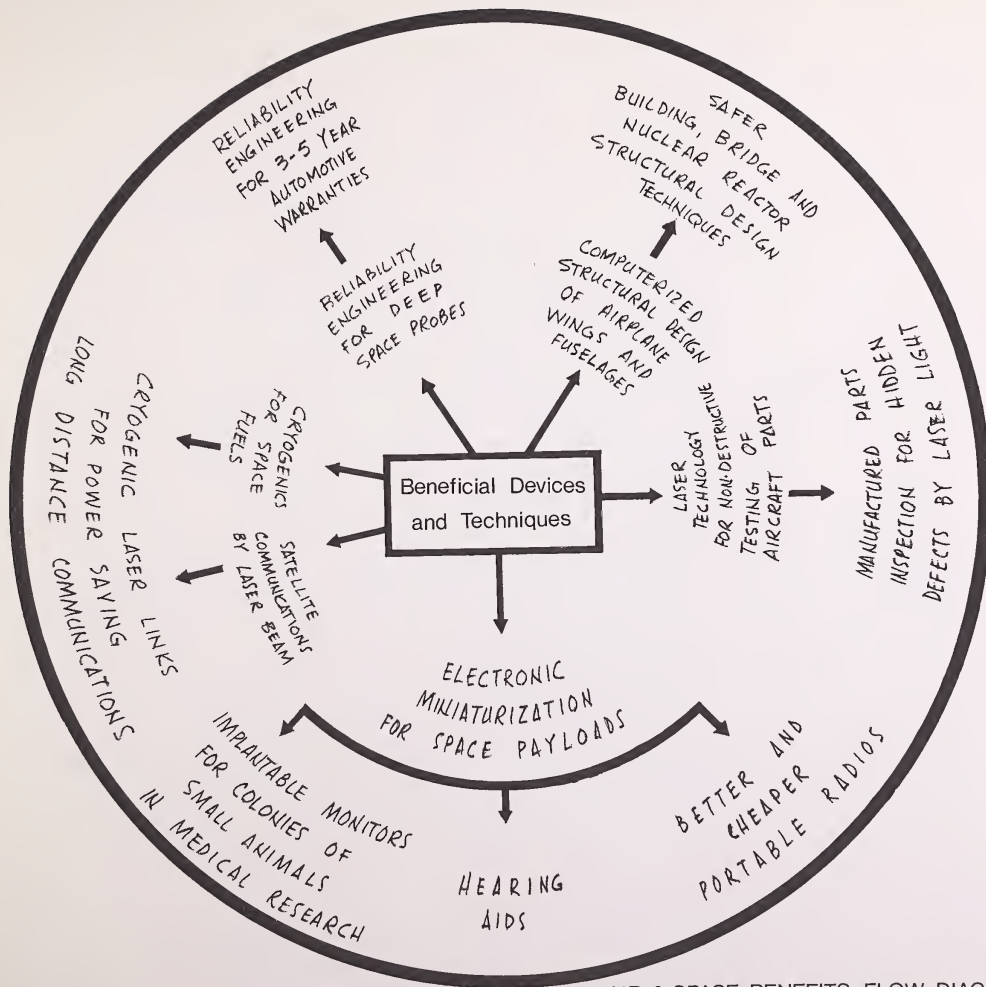 RELIABILITY
ENGINEERING
FOR 3-5 YEAR
AUTOMOTIVE
WARRANTIES
RELIABILITY
ENGINEERING
FOR DEEP
SPACE PROBES
SAFER
BUILDING, BRIDGE AND
NUCLEAR REACTOR
STRUCTURAL DESIGN
TECHNIQUES
COMPUTERIZED
STRUCTURAL DESIGN
OF AIRPLANE
WINGS AND
FUSELAGES
LONG DISTANCE COMMUNICATIONS
FOR POWER SAVING
CRYOGENIC LASER LINKS
CRYOGENICS
FOR SPACE
FUELS
SATELLITE
COMMUNICATIONS
BY LASER BEAM
Beneficial Devices
and Techniques
LASER
TECHNOLOGY
FOR NON-DESTRUCTIVE
TESTING OF
AIRCRAFT PARTS
MANUFACTURED PARTS
INSPECTION FOR HIDDEN
DEFECTS BY LASER LIGHT
ELECTRONIC
MINIATURIZATION
FOR SPACE PAYLOADS
IMPLANTABLE MONITORS
FOR COLONIES OF
SMALL ANIMALS
IN MEDICAL RESEARCH
HEARING
AIDS
BETTER AND
CHEAPER
PORTABLE RADIOS
SPACE BENEFITS FLOW